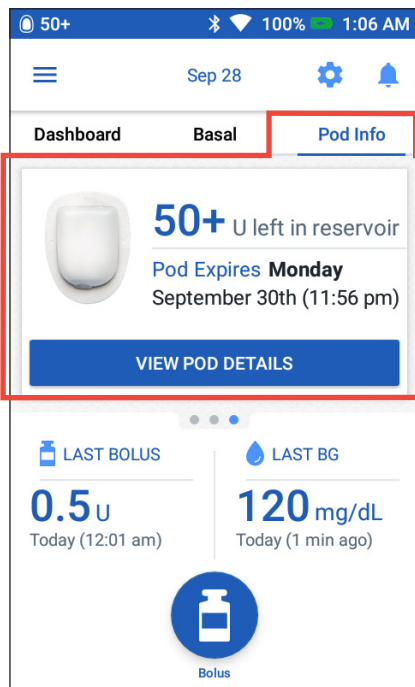 50+ 100% 1:06 AM
Sep 28
Dashboard Basal Pod Info
50+ U left in reservoir
Pod Expires Monday
September 30th (11:56 pm)
VIEW POD DETAILS
LAST BOLUS LAST BG
0.5 U 120 mg/dL
Today (12:01 am) Today (1 min ago)
Bolus